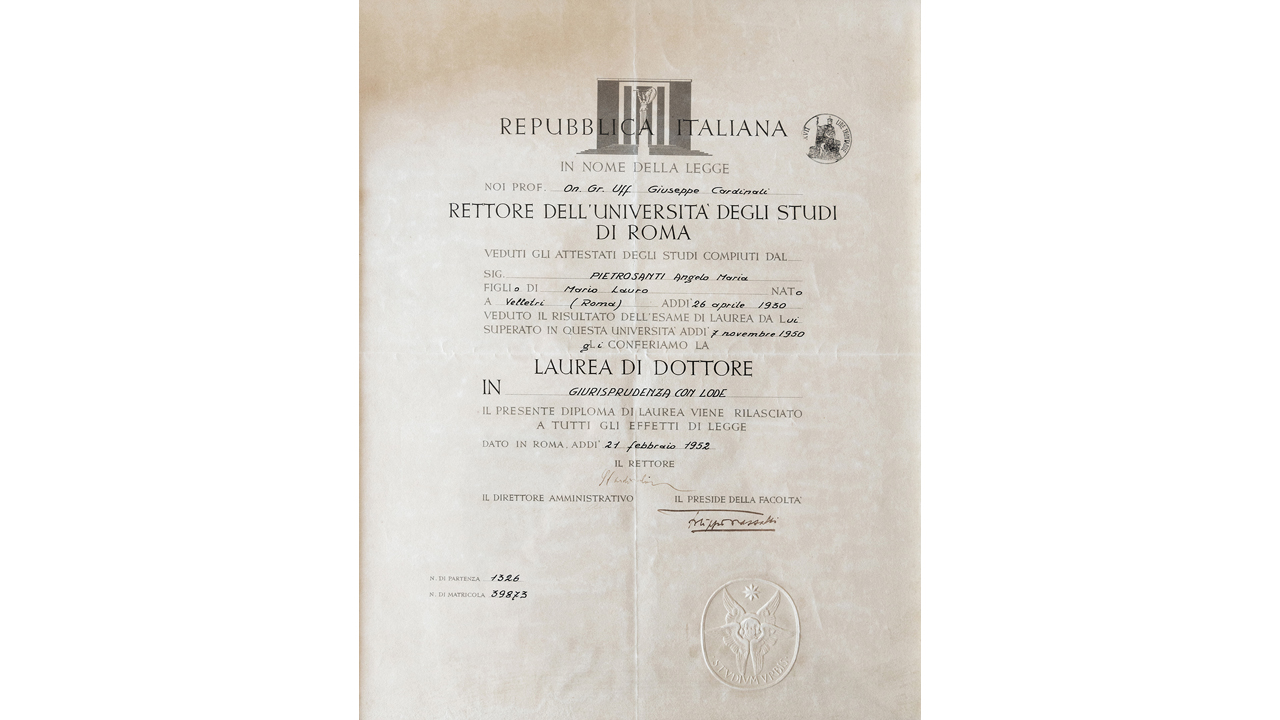 REPUBBLICA ITALIANA
IN NOME DELLA LEGGE
NOI PROF. On. Gr. Uff Giuseppe Cardinali
RETTORE DELL'UNIVERSITA' DEGLI STUDI
DI ROMA
VEDUTI GLI ATTESTATI DEGLI STUDI COMPIUTI DAL
SIG. PIETROSANTI Angelo Maria
FIGLIo DI Mario Lauro NATo
A Velletri (Roma) ADDI' 26 aprile 1930
VEDUTO IL RISULTATO DELL'ESAME DI LAUREA DA Lui
SUPERATO IN QUESTA UNIVERSITA' ADDI' 7 novembre 1950
gLi CONFERIAMO LA
LAUREA DI DOTTORE
IN GIURISPRUDENZA CON LODE
IL PRESENTE DIPLOMA DI LAUREA VIENE RILASCIATO
A TUTTI GLI EFFETTI DI LEGGE
DATO IN ROMA. ADDI' 21 febbraio 1952
IL RETTORE
IL DIRETTORE AMMINISTRATIVO IL PRESIDE DELLA FACOLTA'
Filippo Vassalli
N. DI PARTENZA 1326
N. DI MATRICOLA 39873
STUDIUM URBIS